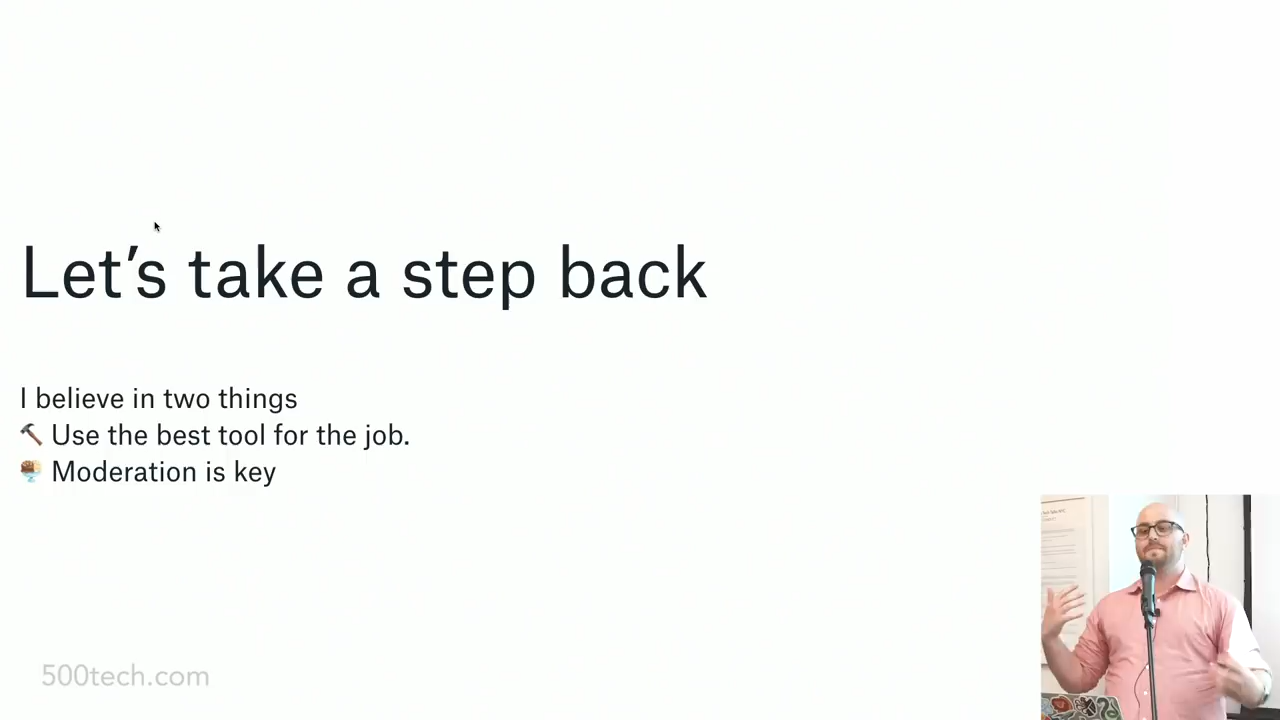 Let’s take a step back
I believe in two things
🔨 Use the best tool for the job.
🍨 Moderation is key
500tech.com